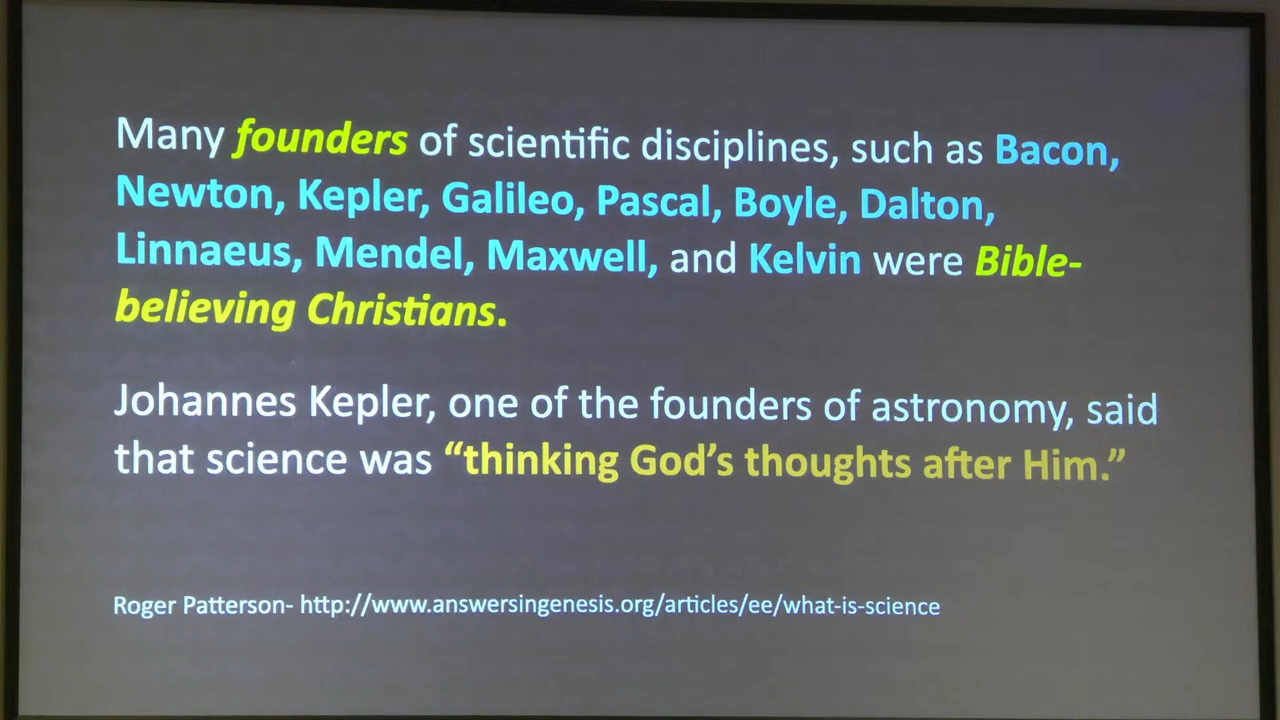 Many founders of scientific disciplines, such as Bacon,
Newton, Kepler, Galileo, Pascal, Boyle, Dalton,
Linnaeus, Mendel, Maxwell, and Kelvin were Bible-
believing Christians.
Johannes Kepler, one of the founders of astronomy, said
that science was “thinking God’s thoughts after Him.”
Roger Patterson- http://www.answersingenesis.org/articles/ee/what-is-science